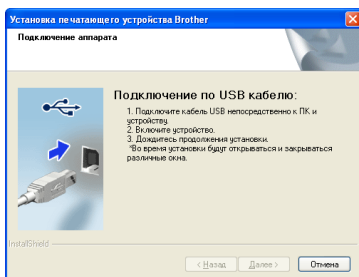 Установка печатающего устройства Brother
Подключение аппарата
Подключение по USB кабелю:
1. Подключите кабель USB непосредственно к ПК и
устройству.
2. Включите устройство.
3. Дождитесь продолжения установки.
*Во время установки будут открываться и закрываться
различные окна.
InstallShield
< Назад
Далее >
Отмена